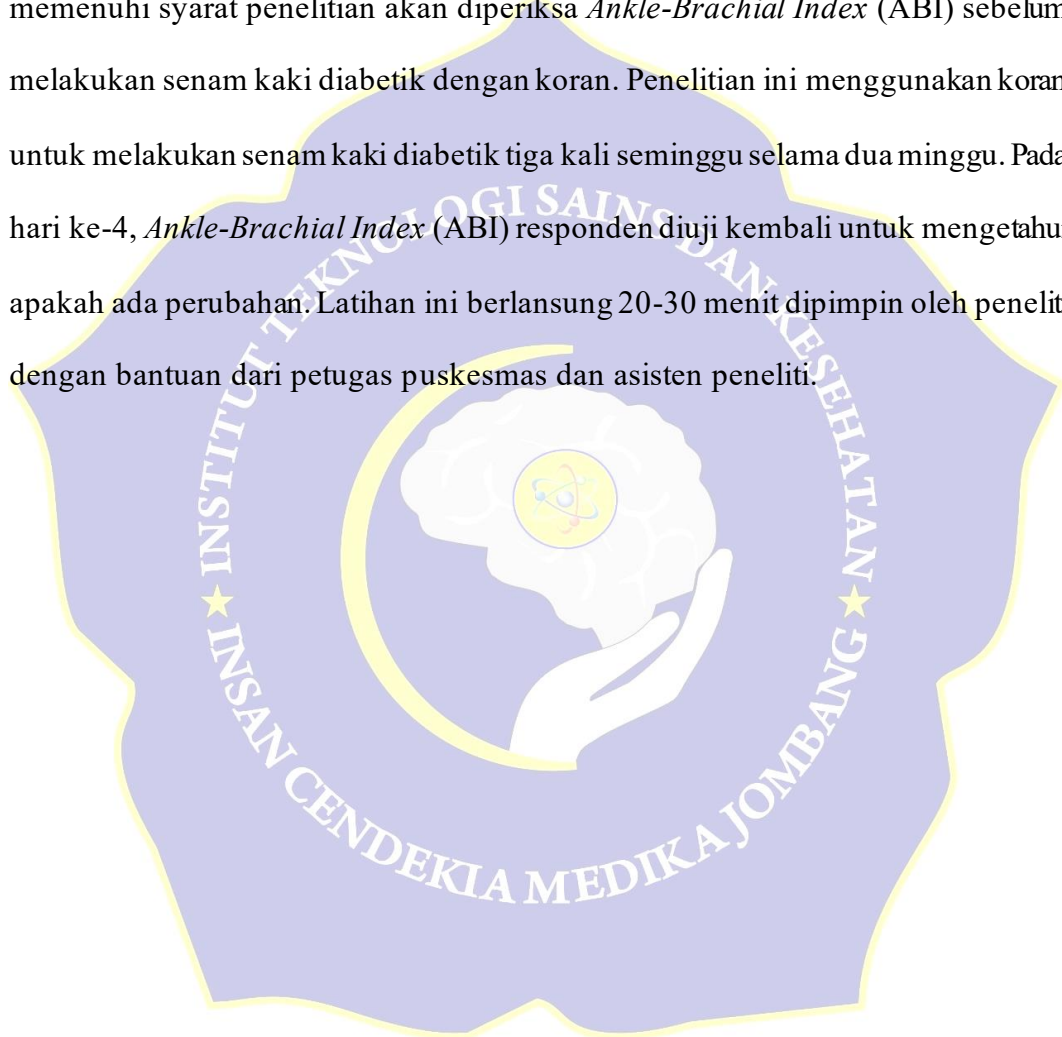 memenuhi syarat penelitian akan diperiksa Ankle-Brachial Index (ABI) sebelum
melakukan senam kaki diabetik dengan koran. Penelitian ini menggunakan koran
untuk melakukan senam kaki diabetik tiga kali seminggu selama dua minggu. Pada
hari ke-4, Ankle-Brachial Index (ABI) responden diuji kembali untuk mengetahu
apakah ada perubahan. Latihan ini berlansung 20-30 menit dipimpin oleh penelit
dengan bantuan dari petugas puskesmas dan asisten peneliti.
INSTITUT TEKNOLOGI SAINS DAN KESEHATAN
INSAN CENDEKIA MEDIKA JOMBANG